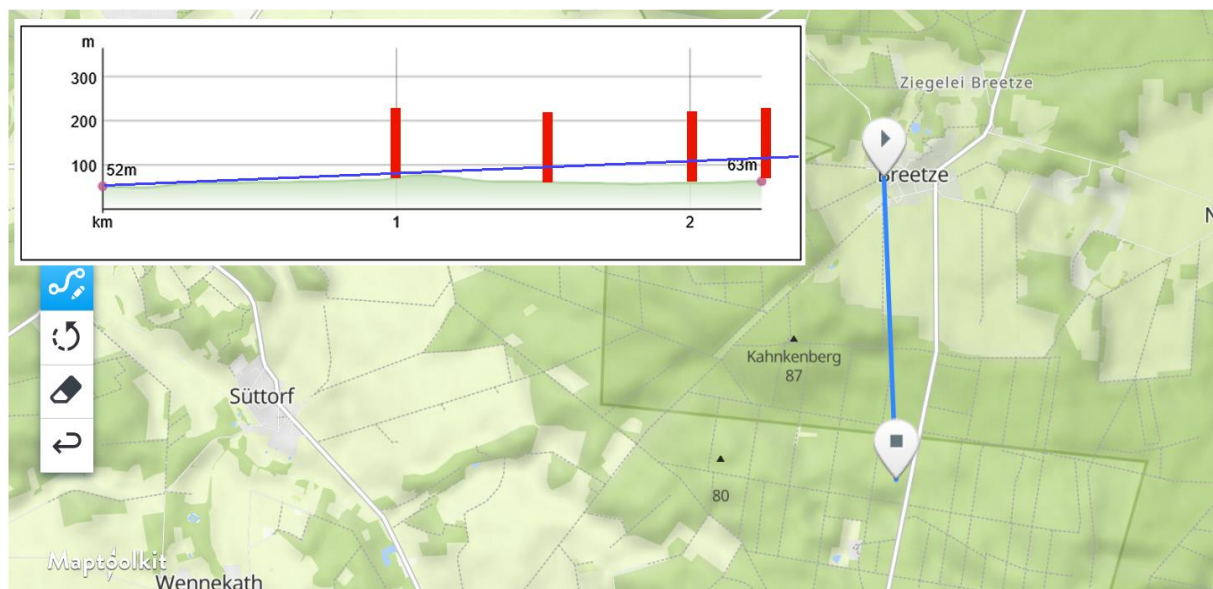 m
300
200
100
52m
63m
km
1
2
Ziegelei Breetze
Breetze
N
Kahnkenberg
87
Süttorf
80
Maptoolkit
Wennekath